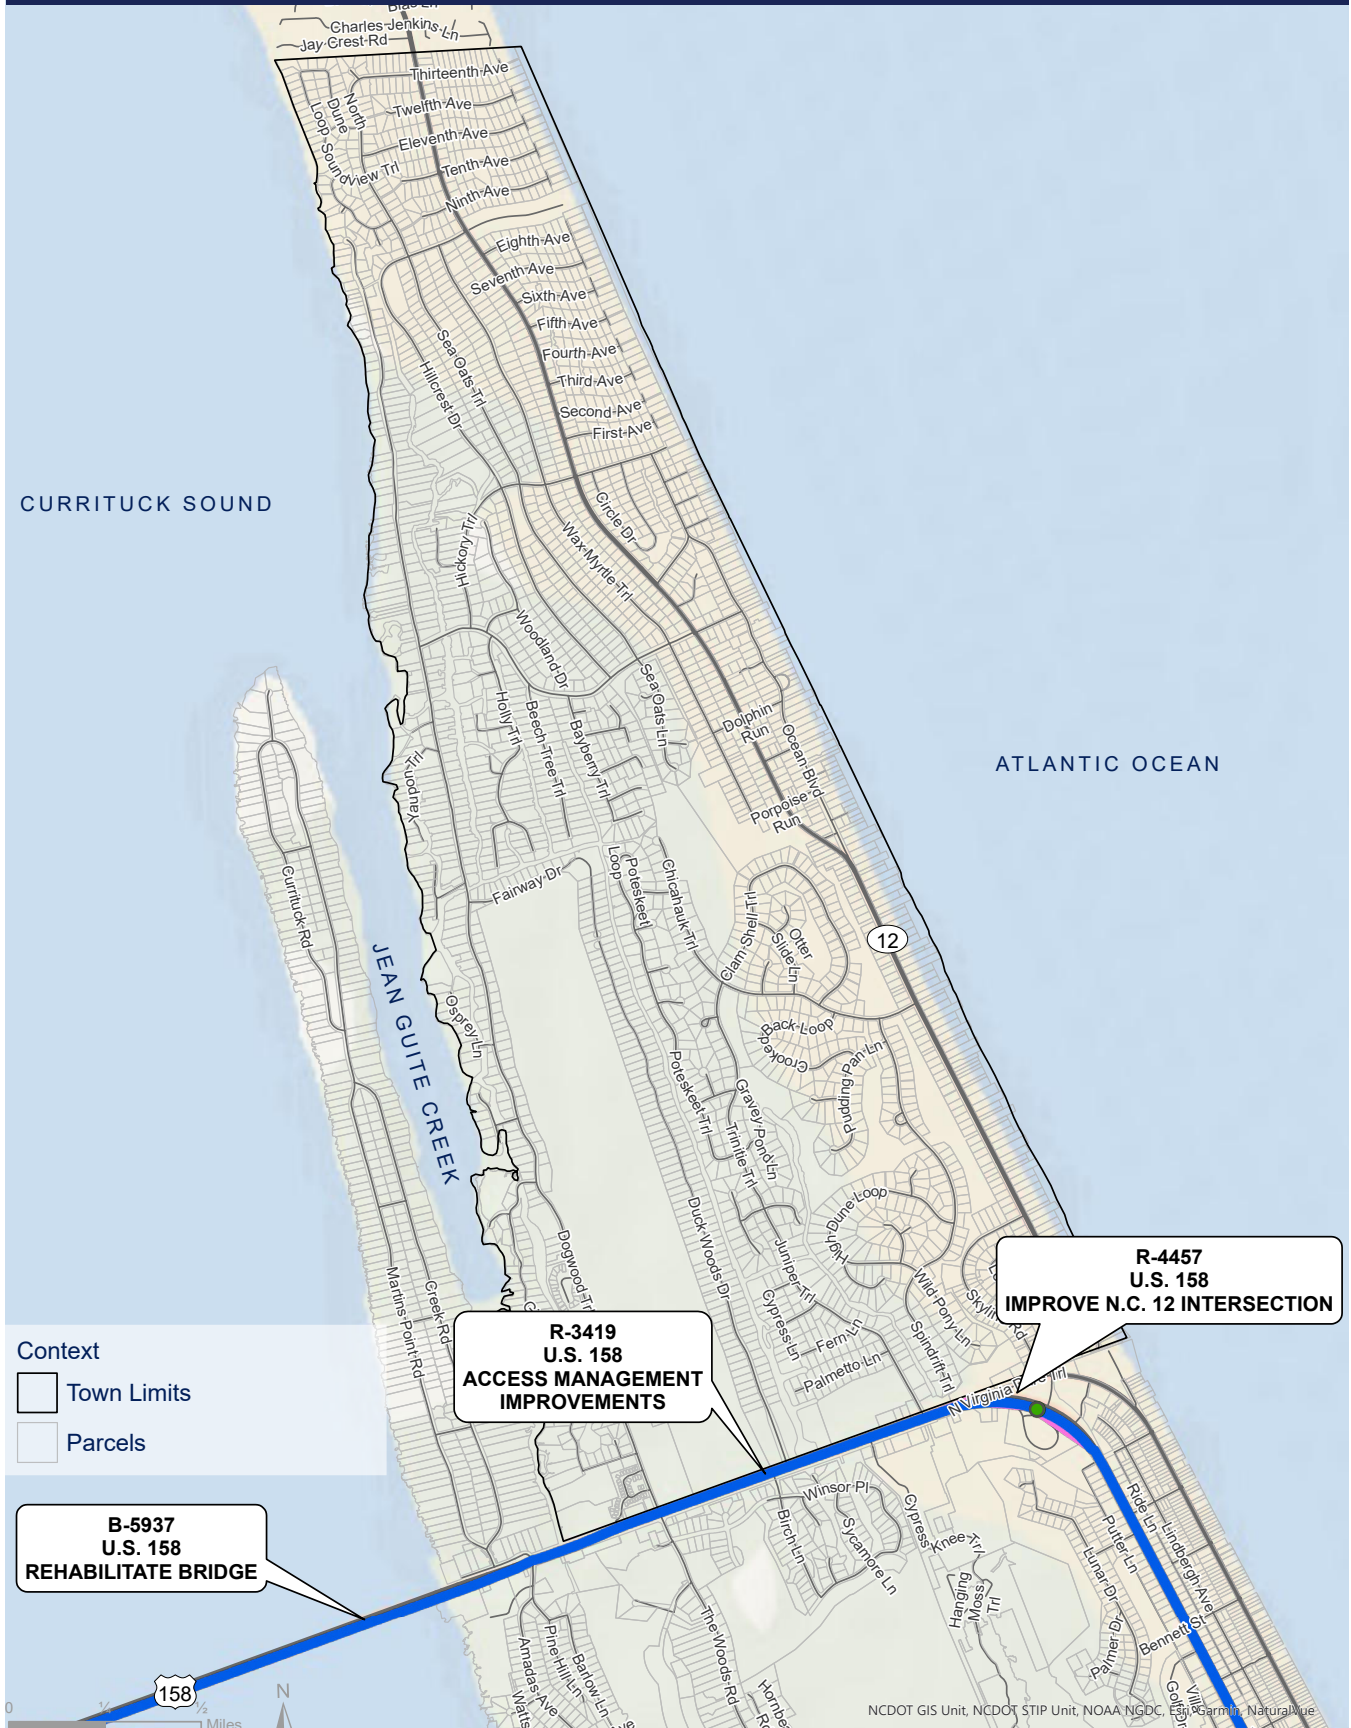 Charles Jenkins Ln
Jay Crest Rd
Thirteenth Ave
North
Dune
Loop
Twelfth Ave
Eleventh Ave
Sound
View Trl
Tenth Ave
Ninth Ave
Eighth Ave
Seventh Ave
Sixth Ave
Fifth Ave
Fourth Ave
Third Ave
Second Ave
First Ave
Sea Oats Trl
Hillcrest Dr
CURRITUCK SOUND
Circle Dr
Wax Myrtle Trl
Hickory Trl
Woodland Dr
Sea Oats Ln
Holly Trl
Beech Tree Trl
Bayberry Trl
Dolphin
Run
Ocean Blvd
ATLANTIC OCEAN
Yaupon Trl
Porpoise
Run
Fairway Dr
Poteskeet
Loop
Chicahauk Trl
Currituck Rd
Clam Shell Trl
Otter
Slide Ln
12
JEAN GUITE CREEK
Osprey Ln
Crooked
Back Loop
Pudding Pan Ln
Poteskeet Trl
Gravey Pond Ln
Trinitie Trl
Duck Woods Dr
High Dune Loop
Dogwood Trl
Juniper Trl
Martins Point Rd
Creek Rd
Cypress Ln
Fern Ln
Palmetto Ln
Wild Pony Ln
Spindrift Trl
R-4457
U.S. 158
IMPROVE N.C. 12 INTERSECTION
R-3419
U.S. 158
ACCESS MANAGEMENT
IMPROVEMENTS
Context
Town Limits
Parcels
Winsor Pl
Birch Ln
Sycamore Ln
Cypress
Knee Trl
Hanging
Moss
Trl
Ride Ln
Putter Ln
Lindbergh Ave
Lunar Dr
Palmer Dr
Bennett St
B-5937
U.S. 158
REHABILITATE BRIDGE
158
The Woods Rd
Amadas Ave
Pine Hill Ln
Barlow Ln
0
¼
½
Miles
N
NCDOT GIS Unit, NCDOT STIP Unit, NOAA NGDC, Esri, Garmin, NaturalVue